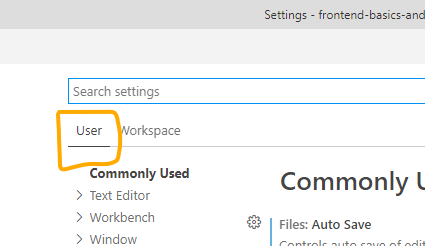 Settings - frontend-basics-and
Search settings
User
Workspace
Commonly Used
Text Editor
Workbench
Window
Commonly U
Files: Auto Save
Controls auto save of edit